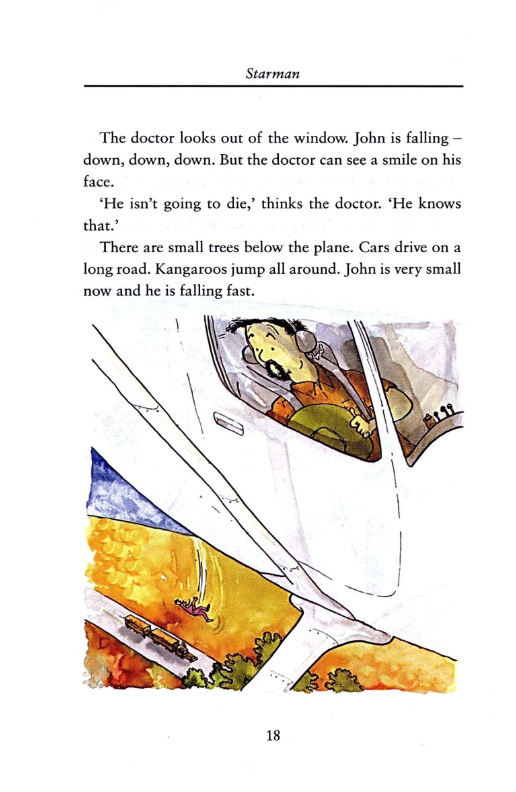 Starman
The doctor looks out of the window. John is falling –
down, down, down. But the doctor can see a smile on his
face.
‘He isn’t going to die,’ thinks the doctor. ‘He knows
that.’
There are small trees below the plane. Cars drive on a
long road. Kangaroos jump all around. John is very small
now and he is falling fast.
18